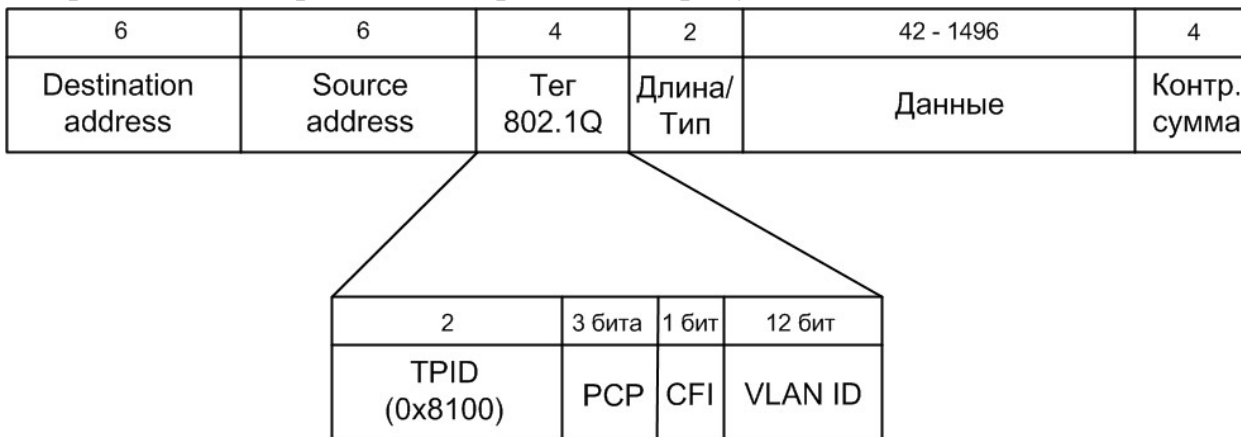 6 6 4 2 42 - 1496 4
Destination address Source address Тег 802.1Q Длина/ Тип Данные Контр. сумма
2 3 бита 1 бит 12 бит
TPID (0x8100) PCP CFI VLAN ID